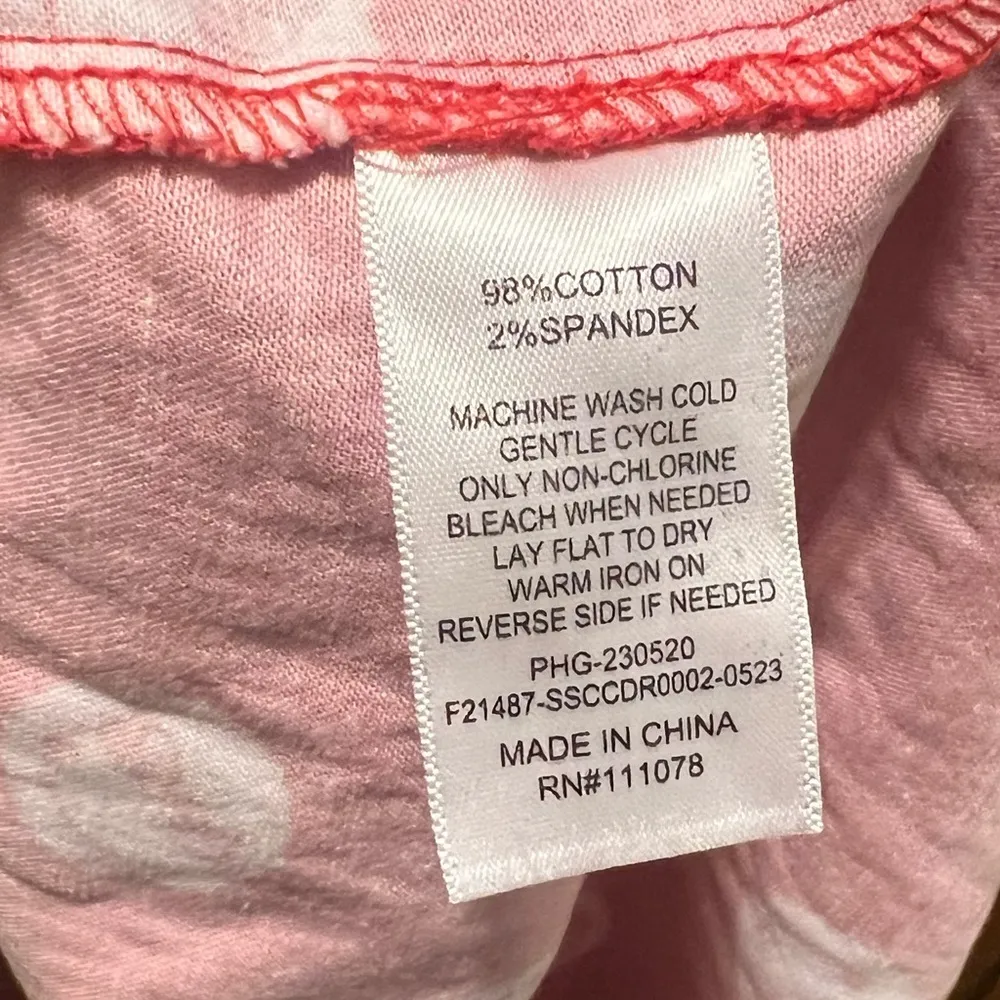 98%COTTON
2%SPANDEX
MACHINE WASH COLD
GENTLE CYCLE
ONLY NON-CHLORINE
BLEACH WHEN NEEDED
LAY FLAT TO DRY
WARM IRON ON
REVERSE SIDE IF NEEDED
PHG-230520
F21487-SSCCDR0002-0523
MADE IN CHINA
RN#111078